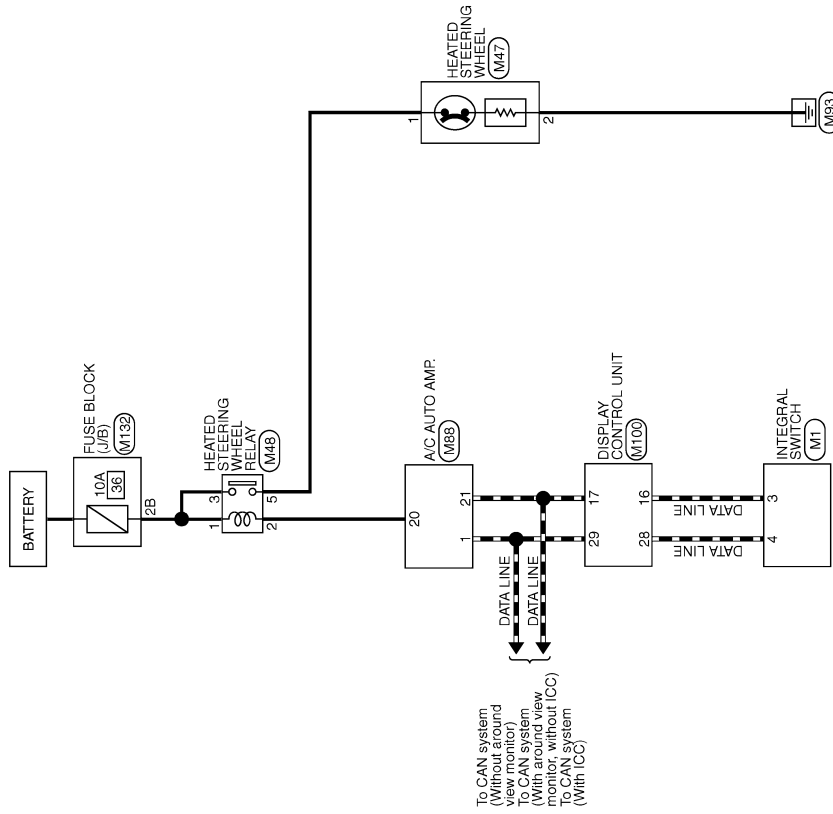 BATTERY
FUSE BLOCK
(J/B)
M132
10A
36
2B
HEATED
STEERING
WHEEL
RELAY
M48
1
3
2
5
HEATED
STEERING
WHEEL
M47
1
2
M93
A/C AUTO AMP.
M88
20
1
21
DATA LINE
DATA LINE
To CAN system
(Without around
view monitor)
To CAN system
(With around view
monitor, without ICC)
To CAN system
(With ICC)
DISPLAY
CONTROL UNIT
M100
29
17
28
16
DATA LINE
DATA LINE
INTEGRAL
SWITCH
M1
4
3